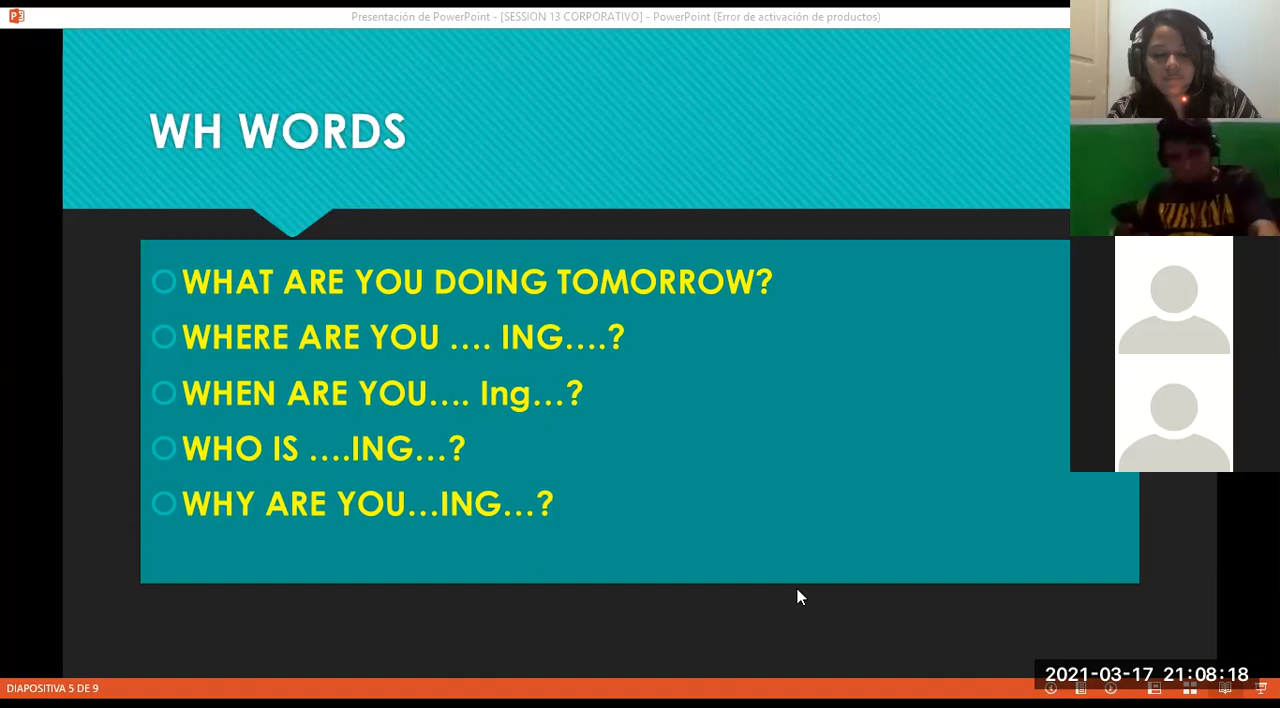 Presentación de PowerPoint - [SESSION 13 CORPORATIVO] - PowerPoint (Error de activación de productos)
WH WORDS
NIRVANA
WHAT ARE YOU DOING TOMORROW?
WHERE ARE YOU .... ING....?
WHEN ARE YOU.... Ing...?
WHO IS ....ING...?
WHY ARE YOU...ING...?
2021-03-17 21:08:18
DIAPOSITIVA 5 DE 9